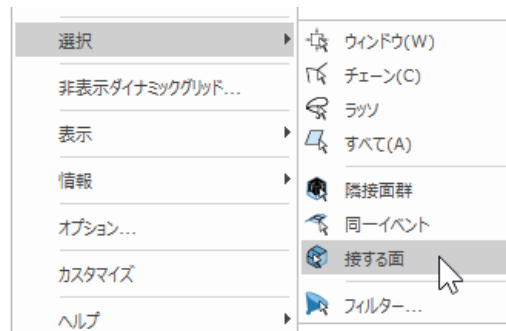 選択
非表示ダイナミックグリッド...
表示
情報
オプション...
カスタマイズ
ヘルプ
ウィンドウ(W)
チェーン(C)
ラッソ
すべて(A)
隣接面群
同一イベント
接する面
フィルター...